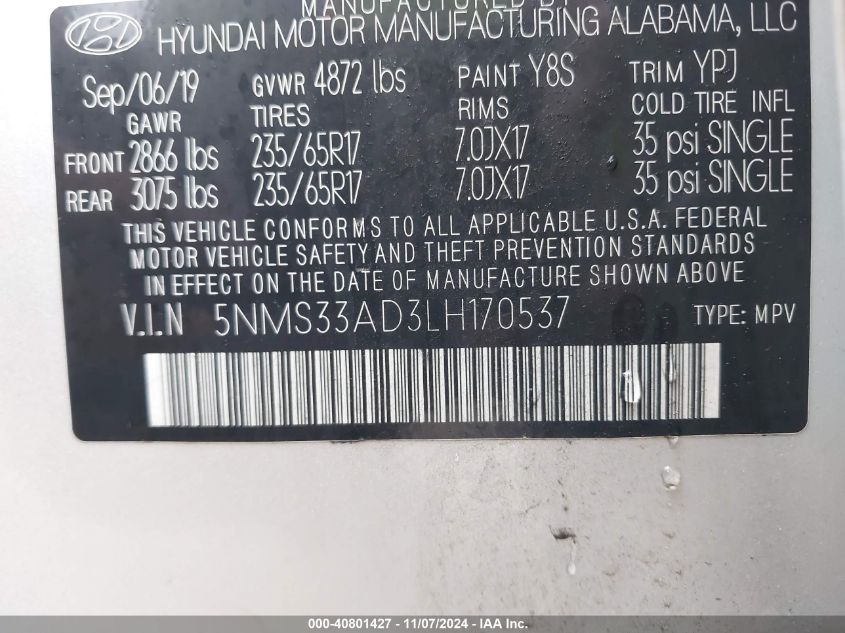 MANUFACTURED BY
HYUNDAI MOTOR MANUFACTURING ALABAMA, LLC
Sep/06/19 GVWR 4872 lbs PAINT Y8S TRIM YPJ
GAWR TIRES RIMS COLD TIRE INFL
FRONT 2866 lbs 235/65R17 7.0JX17 35 psi SINGLE
REAR 3075 lbs 235/65R17 7.0JX17 35 psi SINGLE
THIS VEHICLE CONFORMS TO ALL APPLICABLE U.S.A. FEDERAL
MOTOR VEHICLE SAFETY AND THEFT PREVENTION STANDARDS
IN EFFECT ON THE DATE OF MANUFACTURE SHOWN ABOVE.
V.I.N 5NMS33AD3LH170537 TYPE: MPV
000-40801427 - 11/07/2024 - IAA Inc.